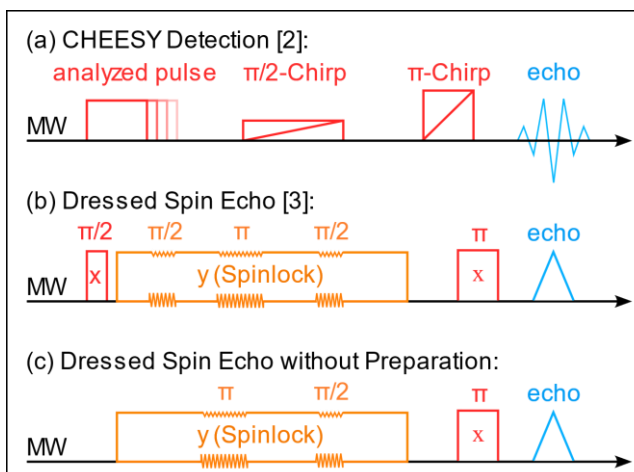 (a) CHEESY Detection [2]:
analyzed pulse π/2-Chirp π-Chirp echo
MW
(b) Dressed Spin Echo [3]:
π/2 π/2 π π/2 π echo
x y (Spinlock) x
MW
(c) Dressed Spin Echo without Preparation:
π π/2 π echo
y (Spinlock) x
MW